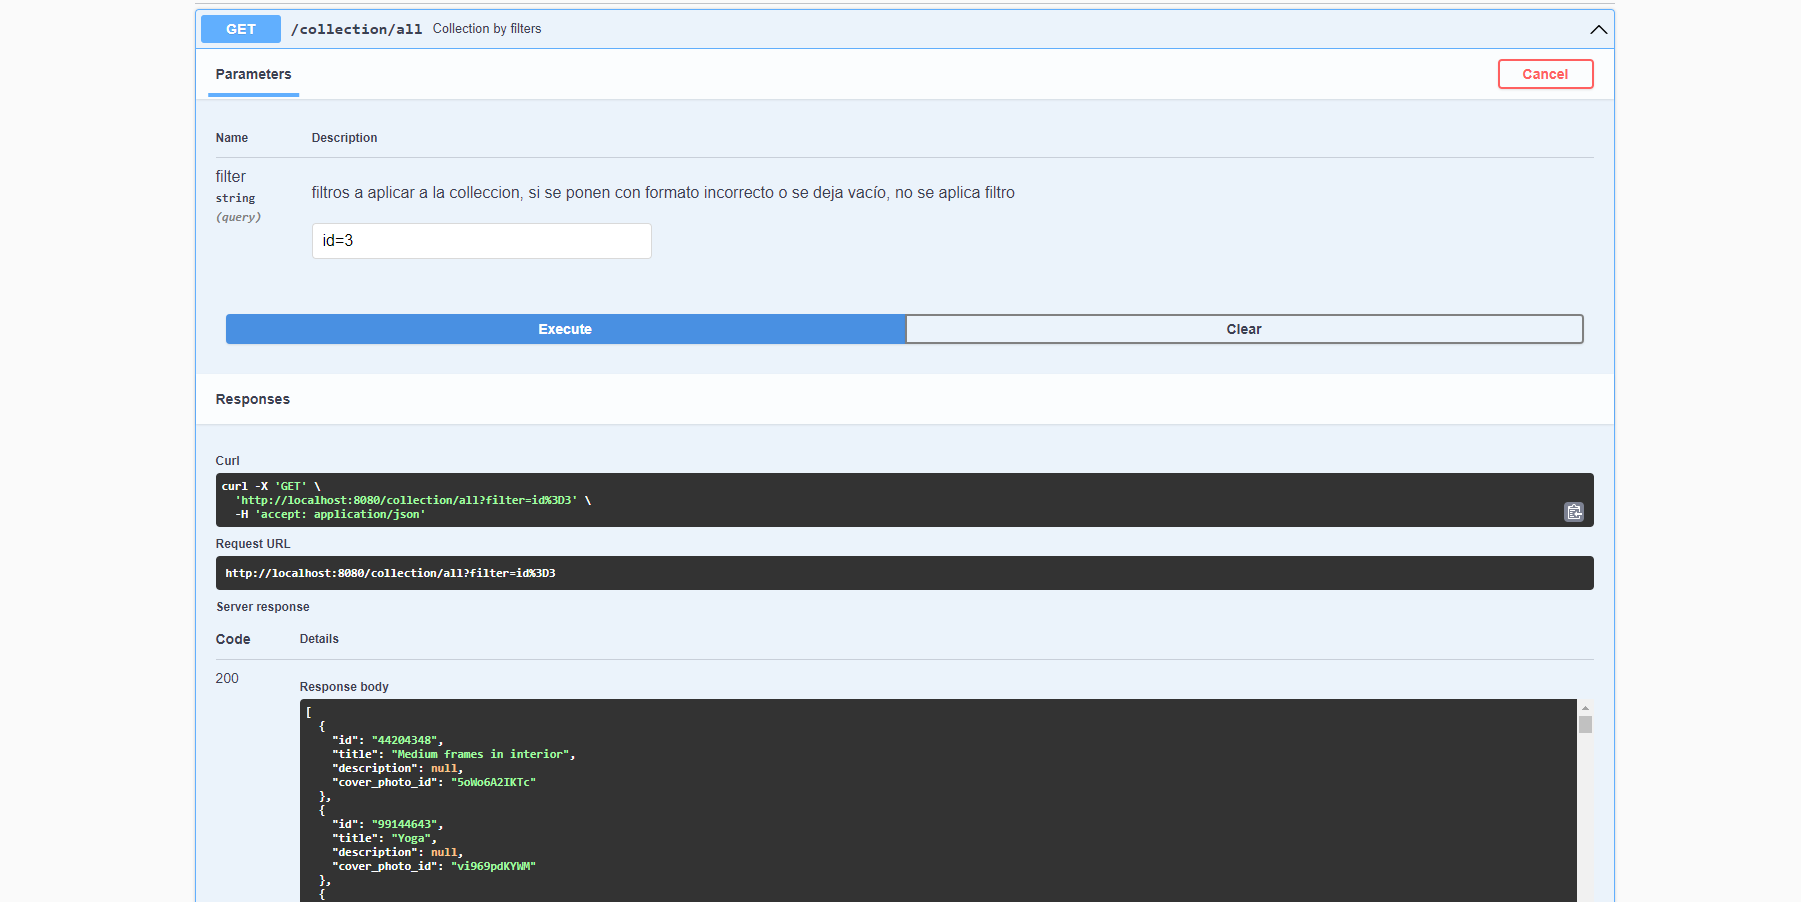 GET /collection/all Collection by filters
Parameters
Cancel
Name Description
filter
string
(query)
filtros a aplicar a la colleccion, si se ponen con formato incorrecto o se deja vacío, no se aplica filtro
id=3
Execute Clear
Responses
Curl
curl -X 'GET' \
  'http://localhost:8080/collection/all?filter=id%3D3' \
  -H 'accept: application/json'
Request URL
http://localhost:8080/collection/all?filter=id%3D3
Server response
Code Details
200
Response body
[
  {
    "id": "44204348",
    "title": "Medium frames in interior",
    "description": null,
    "cover_photo_id": "5oWo6A2IKTc"
  },
  {
    "id": "99144643",
    "title": "Yoga",
    "description": null,
    "cover_photo_id": "vi969pdKYWM"
  },
  {